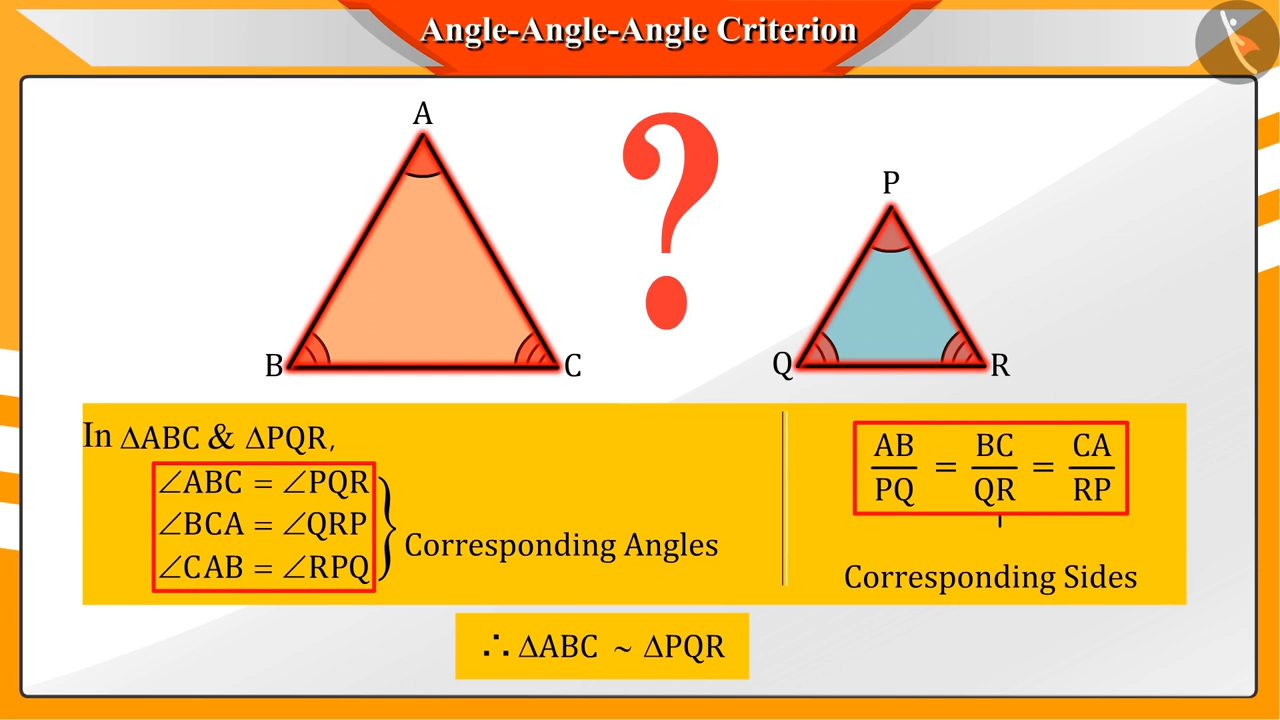 Angle-Angle-Angle Criterion
A
?
P
B
C
Q
R
In ΔABC & ΔPQR,
∠ABC = ∠PQR
∠BCA = ∠QRP
∠CAB = ∠RPQ
Corresponding Angles
AB/PQ = BC/QR = CA/RP
Corresponding Sides
∴ ΔABC ~ ΔPQR